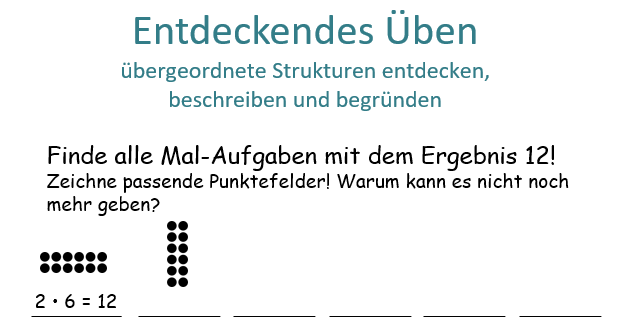 Entdeckendes Üben
übergeordnete Strukturen entdecken,
beschreiben und begründen
Finde alle Mal-Aufgaben mit dem Ergebnis 12!
Zeichne passende Punktefelder! Warum kann es nicht noch
mehr geben?
2 • 6 = 12